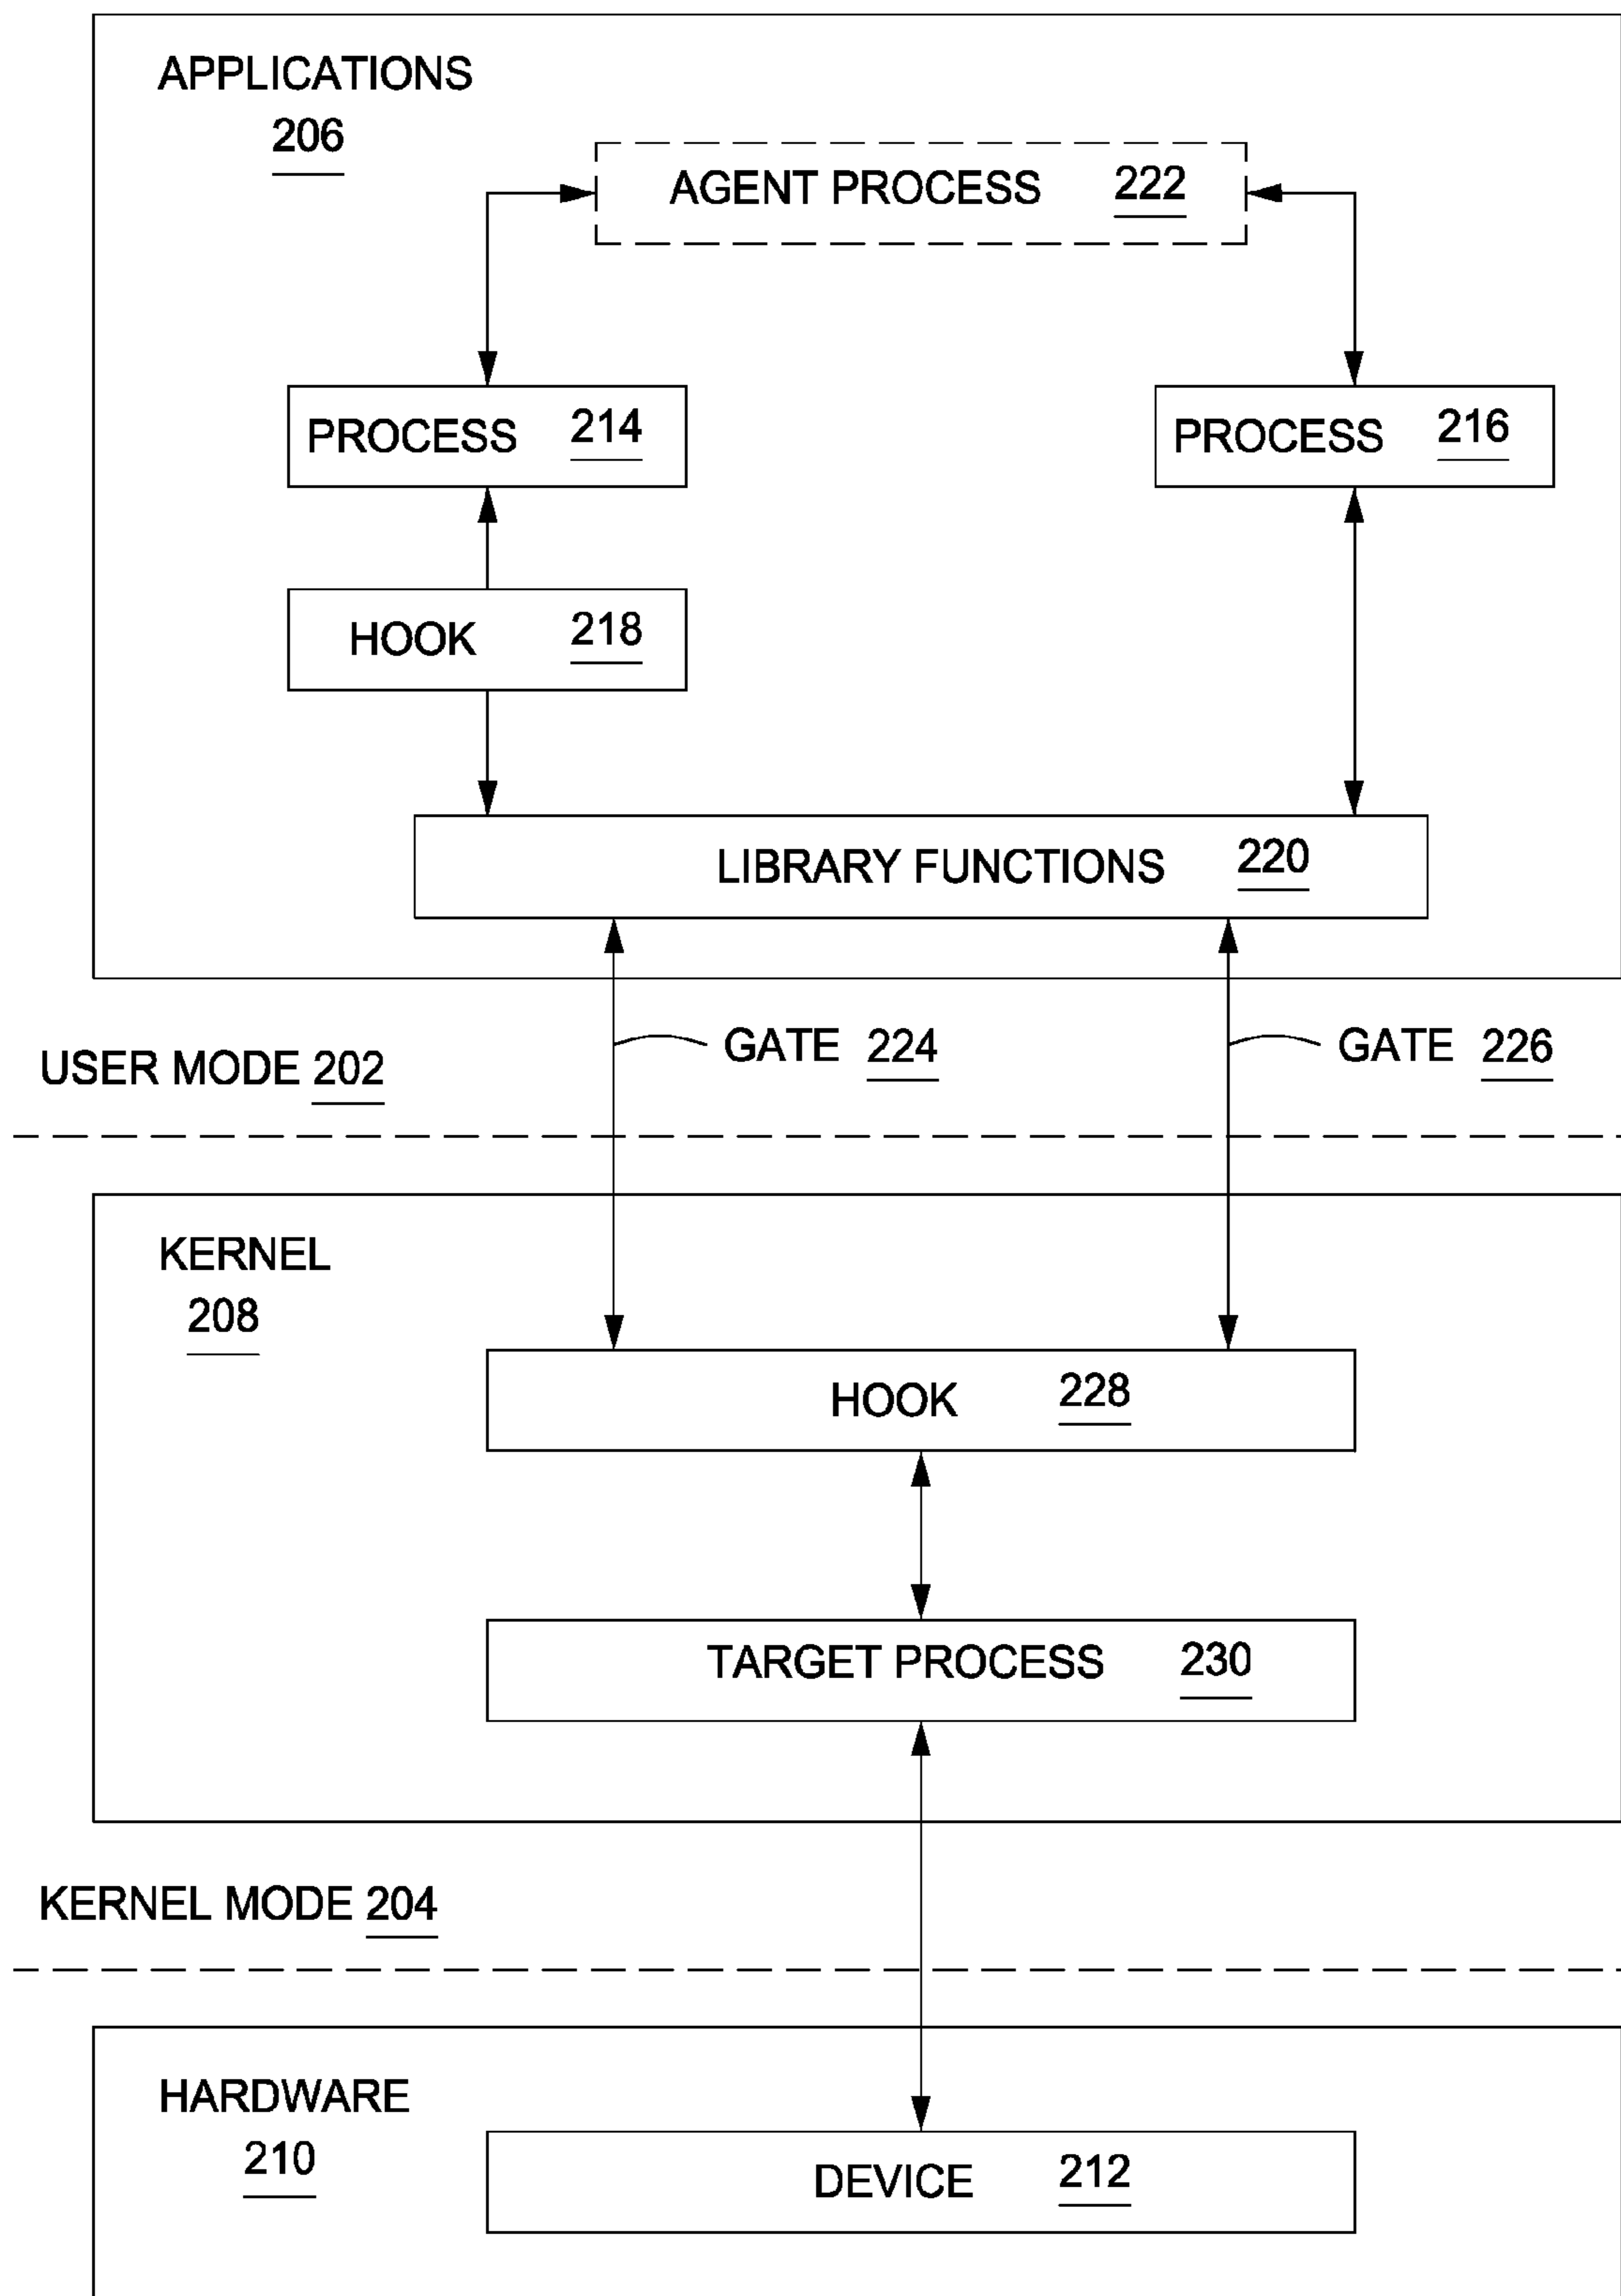 APPLICATIONS
206
AGENT PROCESS 222
PROCESS 214
PROCESS 216
HOOK 218
LIBRARY FUNCTIONS 220
GATE 224
GATE 226
USER MODE 202
KERNEL
208
HOOK 228
TARGET PROCESS 230
KERNEL MODE 204
HARDWARE
210
DEVICE 212